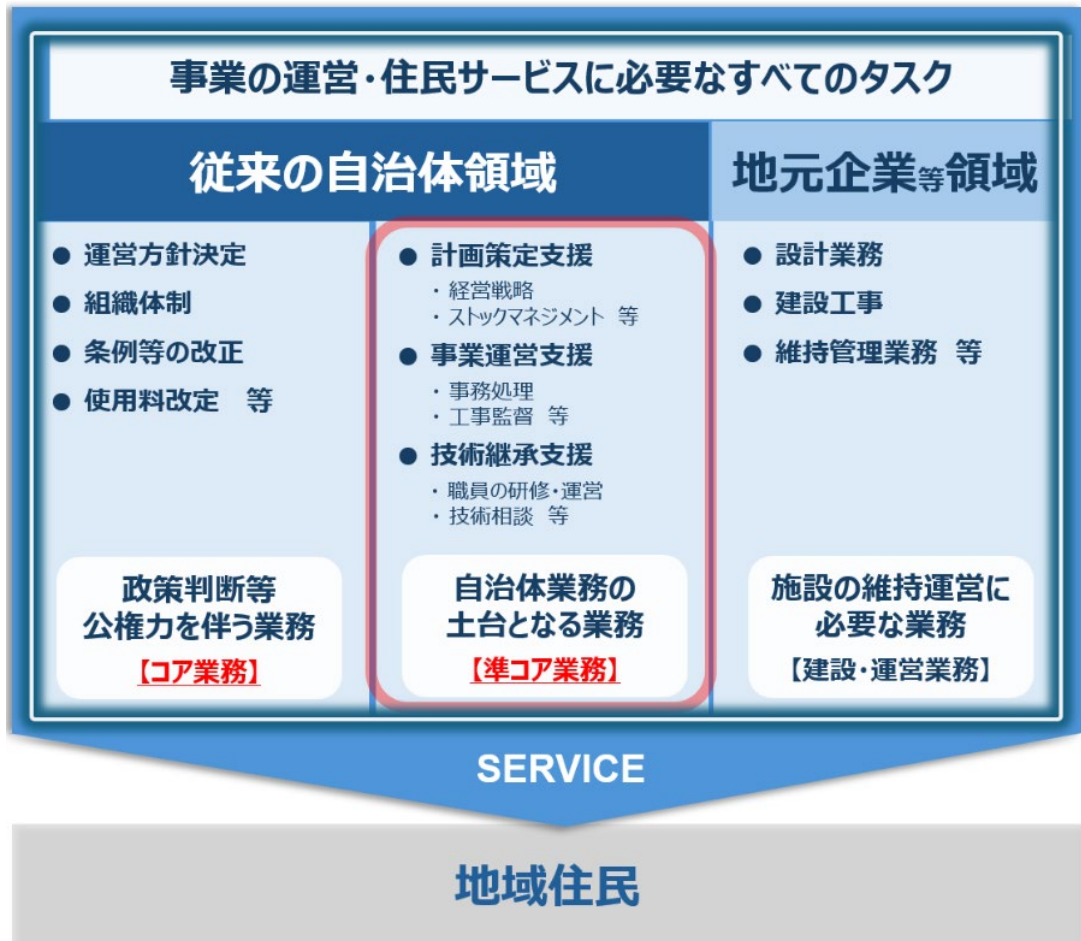 事業の運営・住民サービスに必要なすべてのタスク
従来の自治体領域
地元企業等領域
● 運営方針決定
● 組織体制
● 条例等の改正
● 使用料改定　等
政策判断等
公権力を伴う業務
【コア業務】
● 計画策定支援
・経営戦略
・ストックマネジメント 等
● 事業運営支援
・事務処理
・工事監督 等
● 技術継承支援
・職員の研修・運営
・技術相談 等
自治体業務の
土台となる業務
【準コア業務】
● 設計業務
● 建設工事
● 維持管理業務 等
施設の維持運営に
必要な業務
【建設・運営業務】
SERVICE
地域住民